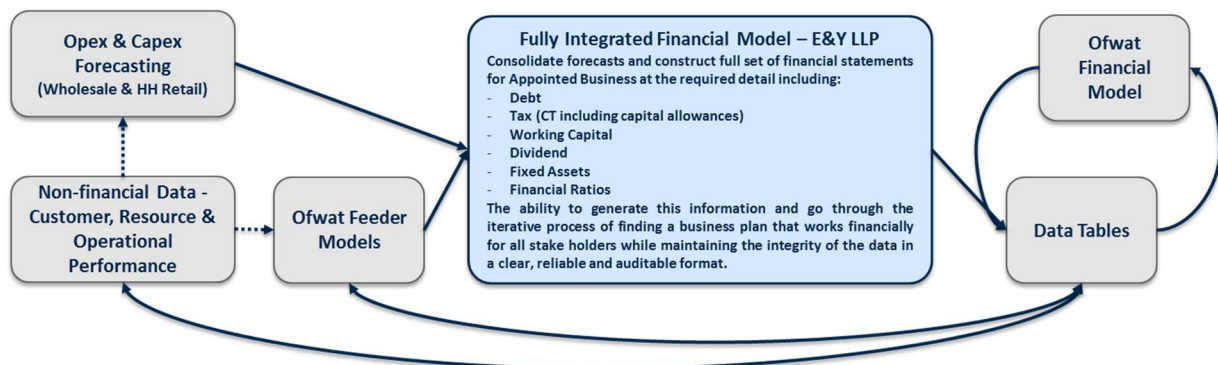 Opex & Capex
Forecasting
(Wholesale & HH Retail)
Non-financial Data -
Customer, Resource &
Operational
Performance
Ofwat Feeder
Models
Fully Integrated Financial Model – E&Y LLP
Consolidate forecasts and construct full set of financial statements
for Appointed Business at the required detail including:
- Debt
- Tax (CT including capital allowances)
- Working Capital
- Dividend
- Fixed Assets
- Financial Ratios
The ability to generate this information and go through the
iterative process of finding a business plan that works financially
for all stake holders while maintaining the integrity of the data in
a clear, reliable and auditable format.
Ofwat
Financial
Model
Data Tables